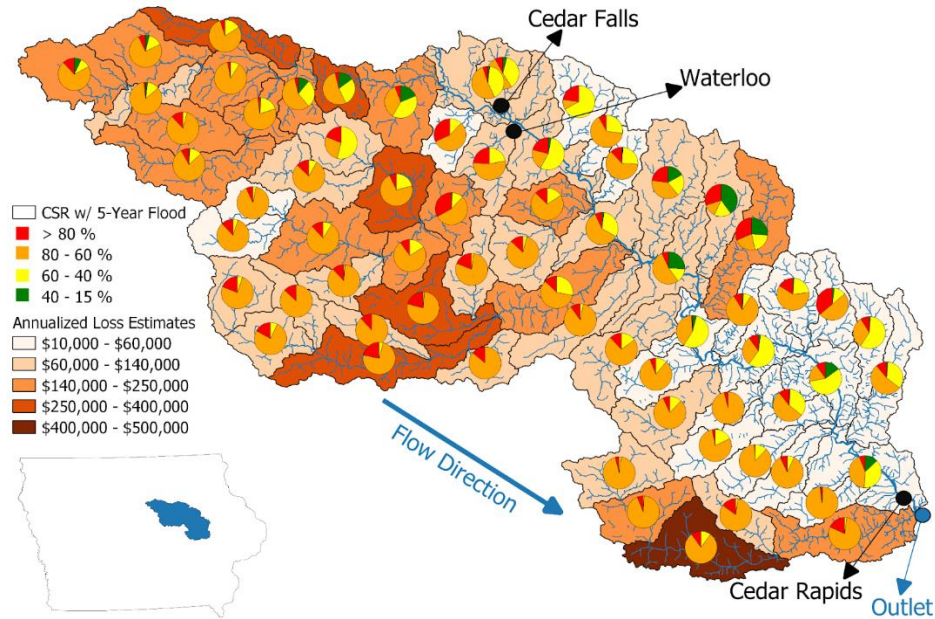 Cedar Falls
Waterloo
CSR w/ 5-Year Flood
> 80 %
80 - 60 %
60 - 40 %
40 - 15 %
Annualized Loss Estimates
$10,000 - $60,000
$60,000 - $140,000
$140,000 - $250,000
$250,000 - $400,000
$400,000 - $500,000
Flow Direction
Cedar Rapids
Outlet